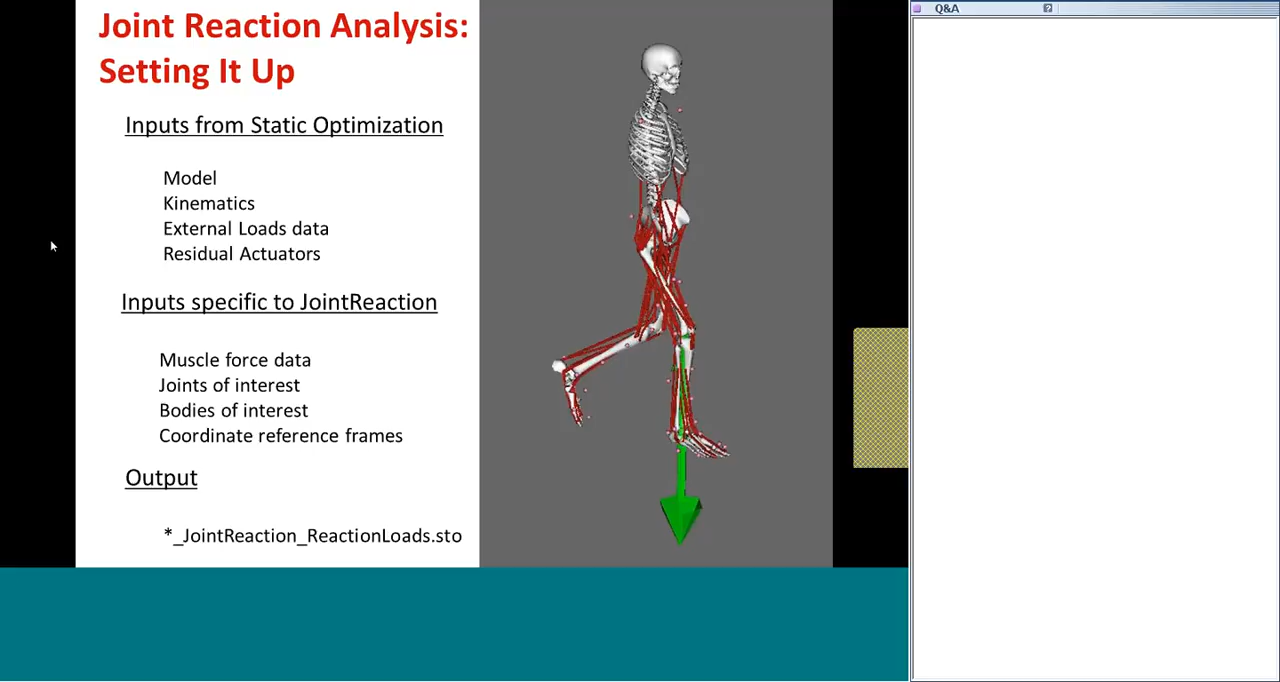 Joint Reaction Analysis:
Setting It Up
Inputs from Static Optimization
Model
Kinematics
External Loads data
Residual Actuators
Inputs specific to JointReaction
Muscle force data
Joints of interest
Bodies of interest
Coordinate reference frames
Output
*_JointReaction_ReactionLoads.sto
Q&A
?